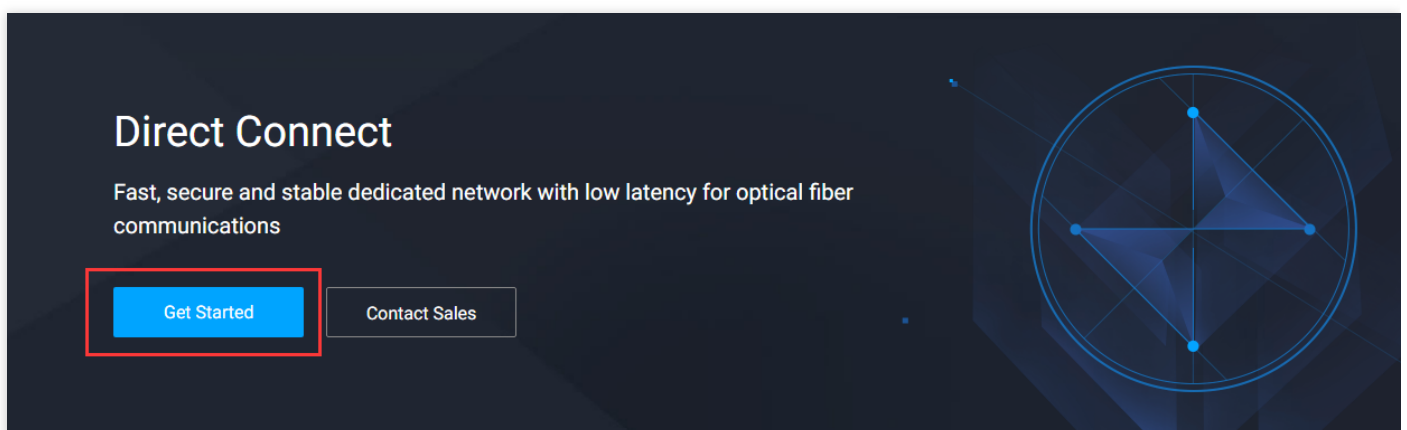 Direct Connect
Fast, secure and stable dedicated network with low latency for optical fiber
communications
Get Started
Contact Sales